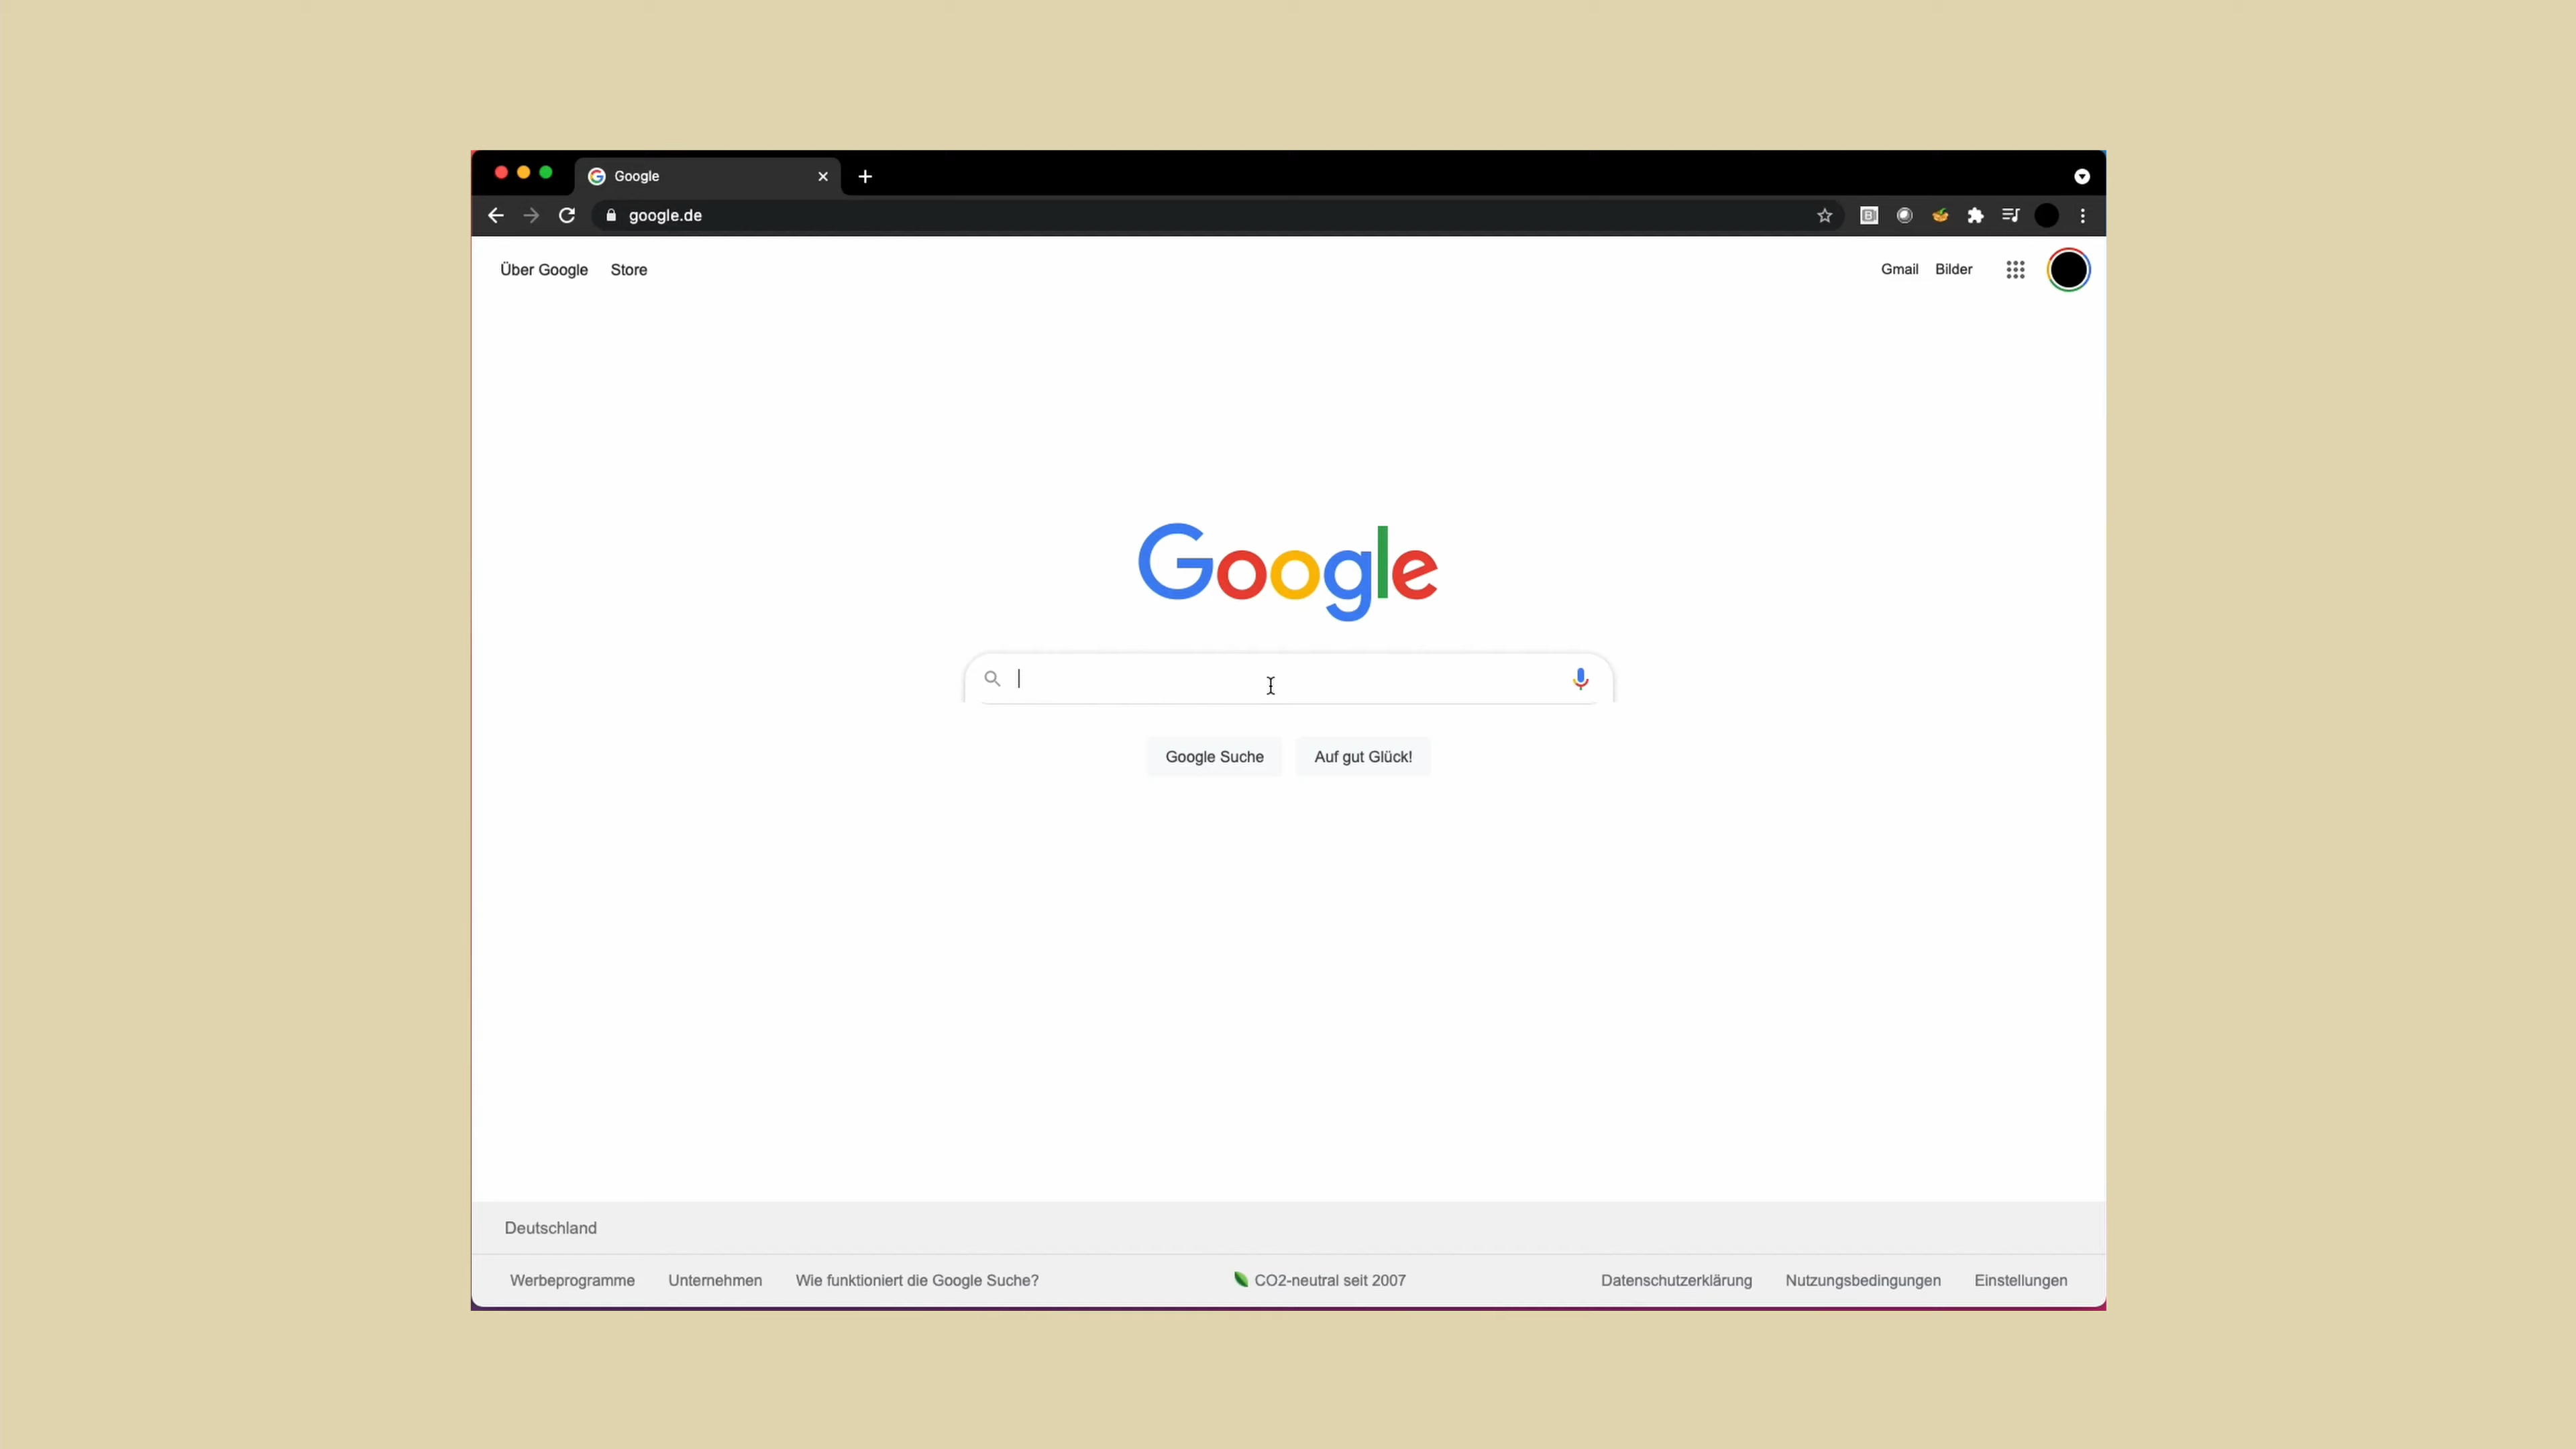 Google
google.de
Über Google Store Gmail Bilder
Google
Google Suche Auf gut Glück!
Deutschland
Werbeprogramme Unternehmen Wie funktioniert die Google Suche? CO2-neutral seit 2007 Datenschutzerklärung Nutzungsbedingungen Einstellungen